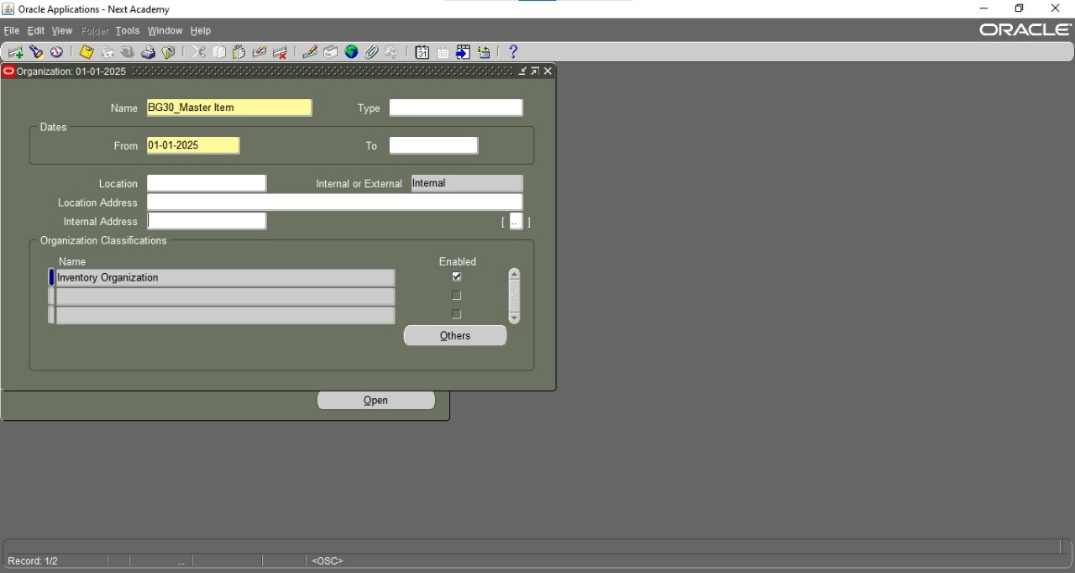 Oracle Applications - Next Academy
File Edit View Folder Tools Window Help
ORACLE
Organization: 01-01-2025
Name BG30_Master Item Type
Dates
From 01-01-2025 To
Location Internal or External Internal
Location Address
Internal Address [ .. ]
Organization Classifications
Name Enabled
Inventory Organization
Others
Open
Record: 1/2 ... <OSC>